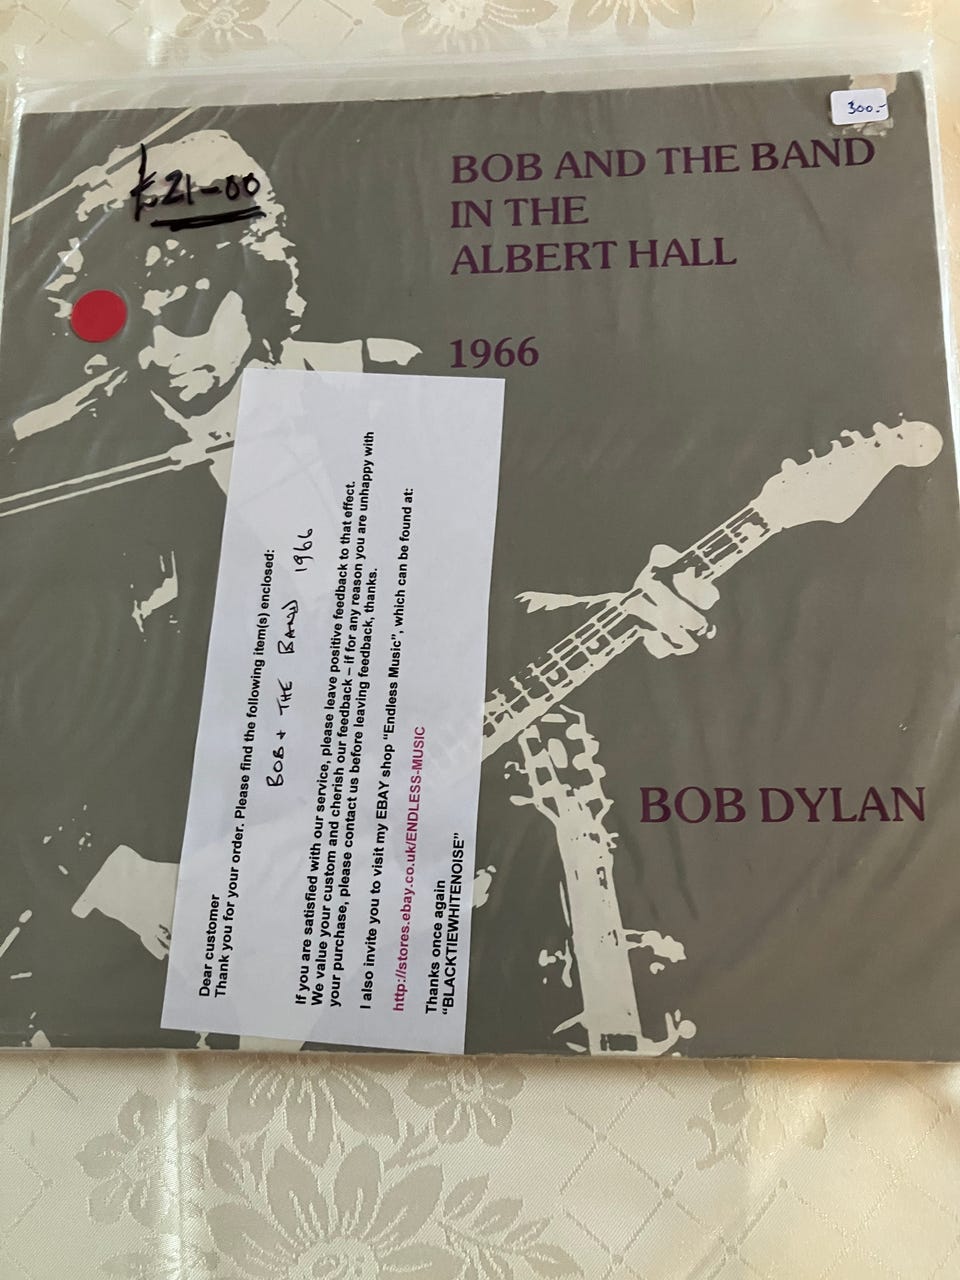 300.-
£21-00
BOB AND THE BAND
IN THE
ALBERT HALL
1966
BOB DYLAN
Dear customer
Thank you for your order. Please find the following item(s) enclosed:
BOB + THE BAND 1966
If you are satisfied with our service, please leave positive feedback to that effect.
We value your custom and cherish our feedback – if for any reason you are unhappy with
your purchase, please contact us before leaving feedback, thanks.
I also invite you to visit my EBAY shop “Endless Music”, which can be found at:
http://stores.ebay.co.uk/ENDLESS-MUSIC
Thanks once again
“BLACKTIEWHITENOISE”